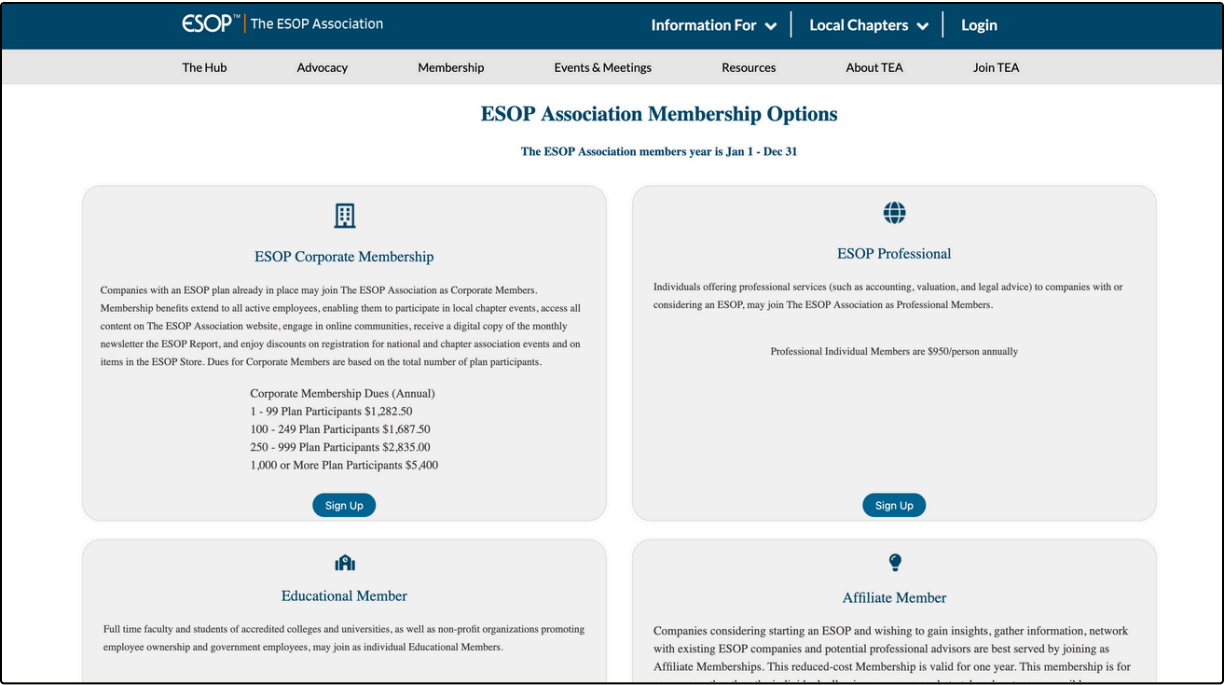 ESOP™ | The ESOP Association
Information For
Local Chapters
Login
The Hub
Advocacy
Membership
Events & Meetings
Resources
About TEA
Join TEA
ESOP Association Membership Options
The ESOP Association members year is Jan 1 - Dec 31
ESOP Corporate Membership
Companies with an ESOP plan already in place may join The ESOP Association as Corporate Members.
Membership benefits extend to all active employees, enabling them to participate in local chapter events, access all
content on The ESOP Association website, engage in online communities, receive a digital copy of the monthly
newsletter the ESOP Report, and enjoy discounts on registration for national and chapter association events and on
items in the ESOP Store. Dues for Corporate Members are based on the total number of plan participants.
Corporate Membership Dues (Annual)
1 - 99 Plan Participants $1,282.50
100 - 249 Plan Participants $1,687.50
250 - 999 Plan Participants $2,835.00
1,000 or More Plan Participants $5,400
Sign Up
ESOP Professional
Individuals offering professional services (such as accounting, valuation, and legal advice) to companies with or
considering an ESOP, may join The ESOP Association as Professional Members.
Professional Individual Members are $950/person annually
Sign Up
Educational Member
Full time faculty and students of accredited colleges and universities, as well as non-profit organizations promoting
employee ownership and government employees, may join as individual Educational Members.
Affiliate Member
Companies considering starting an ESOP and wishing to gain insights, gather information, network
with existing ESOP companies and potential professional advisors are best served by joining as
Affiliate Memberships. This reduced-cost Membership is valid for one year. This membership is for